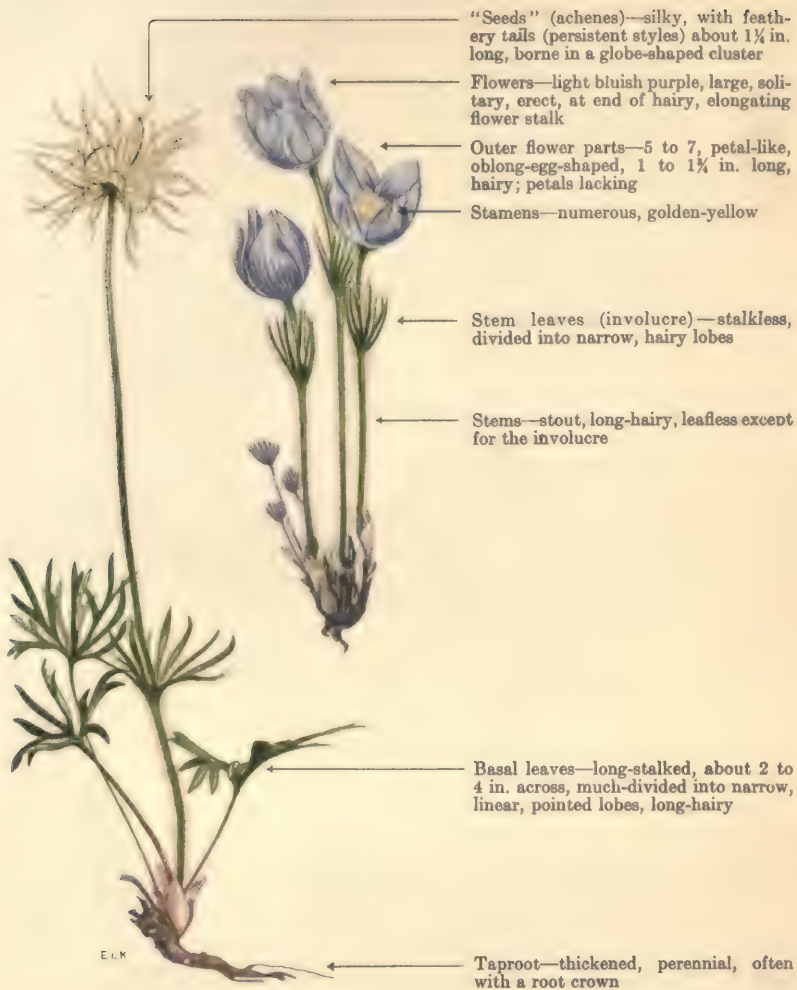 "Seeds" (achenes)—silky, with feath-
ery tails (persistent styles) about 1½ in.
long, borne in a globe-shaped cluster
Flowers—light bluish purple, large, soli-
tary, erect, at end of hairy, elongating
flower stalk
Outer flower parts—5 to 7, petal-like,
oblong-egg-shaped, 1 to 1¾ in. long,
hairy; petals lacking
Stamens—numerous, golden-yellow
Stem leaves (involucre)—stalkless,
divided into narrow, hairy lobes
Stems—stout, long-hairy, leafless except
for the involucre
Basal leaves—long-stalked, about 2 to
4 in. across, much-divided into narrow,
linear, pointed lobes, long-hairy
E L K
Taproot—thickened, perennial, often
with a root crown